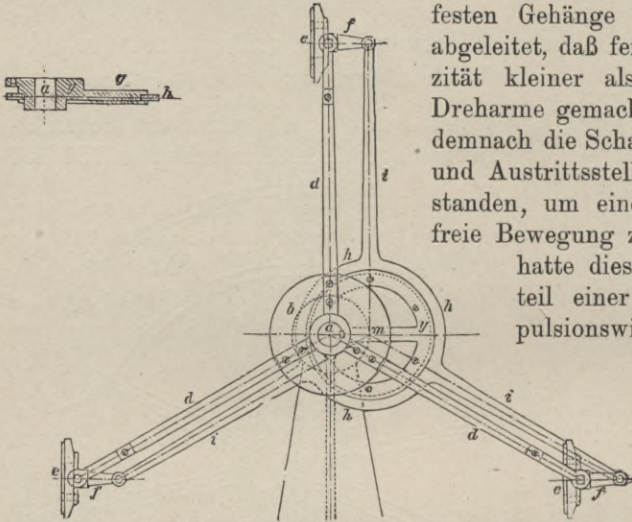 festen Gehänge
abgeleitet, daß fer
zität kleiner als
Dreharme gemach
demnach die Scha
und Austrittsstell
standen, um eine
freie Bewegung z
hatte dies
teil einer
pulsionswi
e f
a g
h
d i
h
b a m g h
h
d i
i d
e f
e f